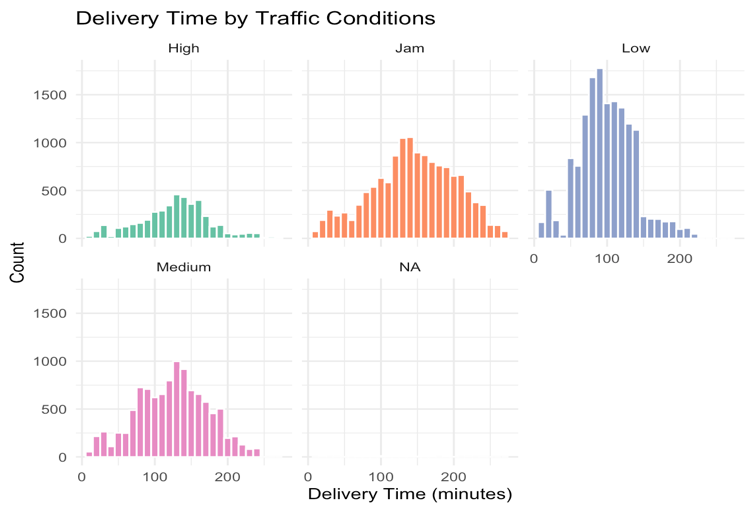 Delivery Time by Traffic Conditions
High
Jam
Low
1500
1000
500
0
0
100
200
Count
Medium
NA
1500
1000
500
0
0
100
200
0
100
200
Delivery Time (minutes)